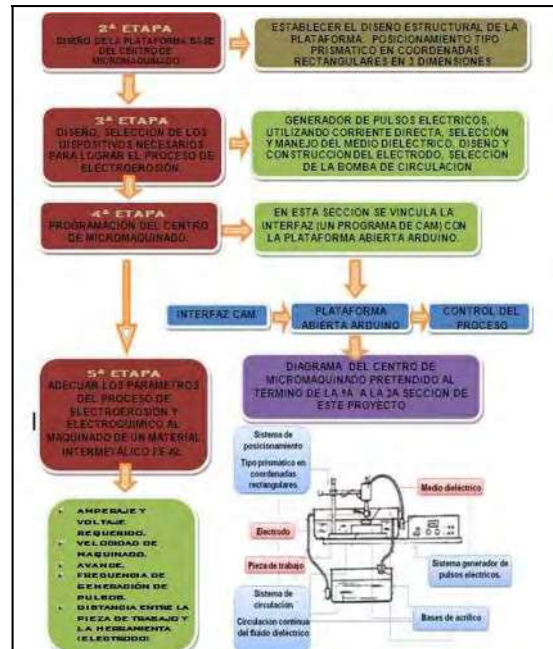 2ª ETAPA
DISEÑO DE LA PLATAFORMA BASE
DEL CENTRO DE
MICROMAQUINADO
ESTABLECER EL DISEÑO ESTRUCTURAL DE LA
PLATAFORMA. POSICIONAMIENTO TIPO
PRISMATICO EN COORDENADAS
RECTANGULARES EN 3 DIMENSIONES
3ª ETAPA
DISEÑO, SELECCIÓN DE LOS
DISPOSITIVOS NECESARIOS
PARA LOGRAR EL PROCESO DE
ELECTROEROSIÓN.
GENERADOR DE PULSOS ELECTRICOS,
UTILIZANDO CORRIENTE DIRECTA, SELECCIÓN
Y MANEJO DEL MEDIO DIELÉCTRICO, DISEÑO Y
CONSTRUCCION DEL ELECTRODO, SELECCIÓN
DE LA BOMBA DE CIRCULACION
4ª ETAPA
PROGRAMACIÓN DEL CENTRO
DE MICROMAQUINADO.
EN ESTA SECCIÓN SE VINCULA LA
INTERFAZ (UN PROGRAMA DE CAM) CON
LA PLATAFORMA ABIERTA ARDUINO.
INTERFAZ CAM
PLATAFORMA
ABIERTA ARDUINO
CONTROL DEL
PROCESO
5ª ETAPA
ADECUAR LOS PARAMETROS
DEL PROCESO DE
ELECTROEROSIÓN Y
ELECTROQUIMICO AL
MAQUINADO DE UN MATERIAL
INTERMETÁLICO FE-AL
DIAGRAMA DEL CENTRO DE
MICROMAQUINADO PRETENDIDO AL
TERMINO DE LA 1A A LA 3A SECCIÓN DE
ESTE PROYECTO
AMPERAJE Y
VOLTAJE
REQUERIDO.
VELOCIDAD DE
MAQUINADO.
AVANCE.
FRECUENCIA DE
GENERACIÓN DE
PULSOS.
DISTANCIA ENTRE LA
PIEZA DE TRABAJO Y
LA HERRAMIENTA
(ELECTRODO)
Sistema de
posicionamiento
Tipo prismático en
coordenadas
rectangulares.
Medio dieléctrico
Electrodo
Pieza de trabajo
Sistema generador de
pulsos eléctricos.
Sistema de
circulación
Circulación continua
del fluido dieléctrico
Bases de acrílico